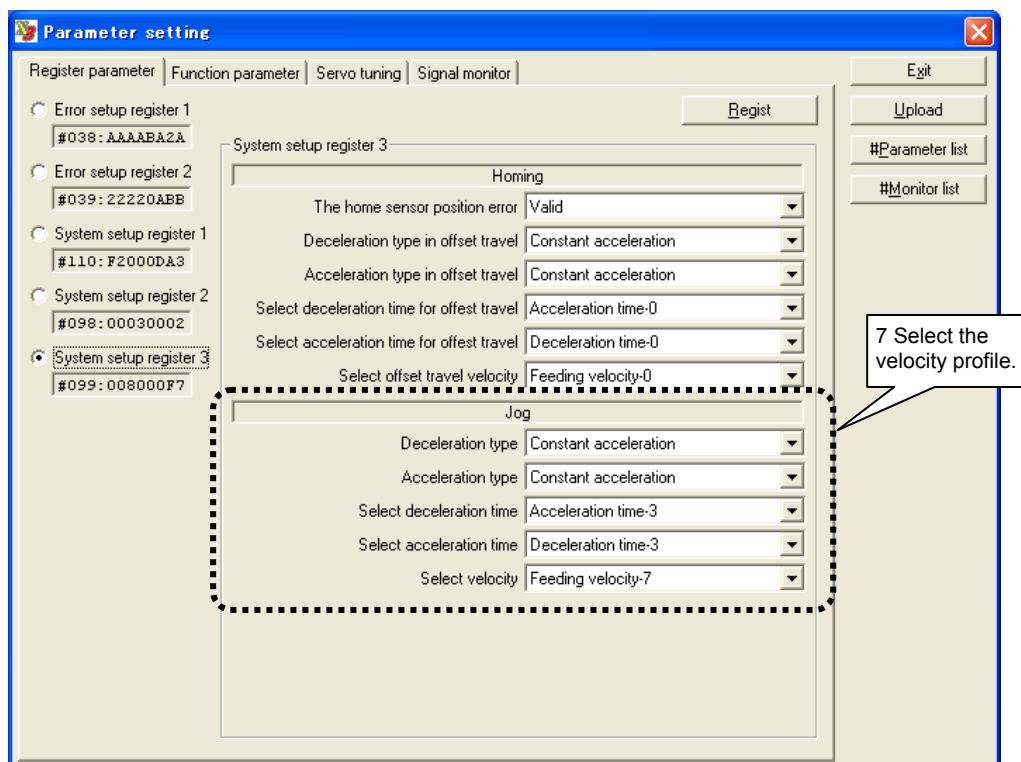 Parameter setting
Register parameter
Function parameter
Servo tuning
Signal monitor
Exit
Upload
#Parameter list
#Monitor list
Regist
Error setup register 1
#038:AAAABA2A
Error setup register 2
#039:22220ABB
System setup register 1
#110:F2000DA3
System setup register 2
#098:00030002
System setup register 3
#099:008000F7
System setup register 3
Homing
The home sensor position error Valid
Deceleration type in offset travel Constant acceleration
Acceleration type in offset travel Constant acceleration
Select deceleration time for offest travel Acceleration time-0
Select acceleration time for offest travel Deceleration time-0
Select offset travel velocity Feeding velocity-0
Jog
Deceleration type Constant acceleration
Acceleration type Constant acceleration
Select deceleration time Acceleration time-3
Select acceleration time Deceleration time-3
Select velocity Feeding velocity-7
7 Select the
velocity profile.